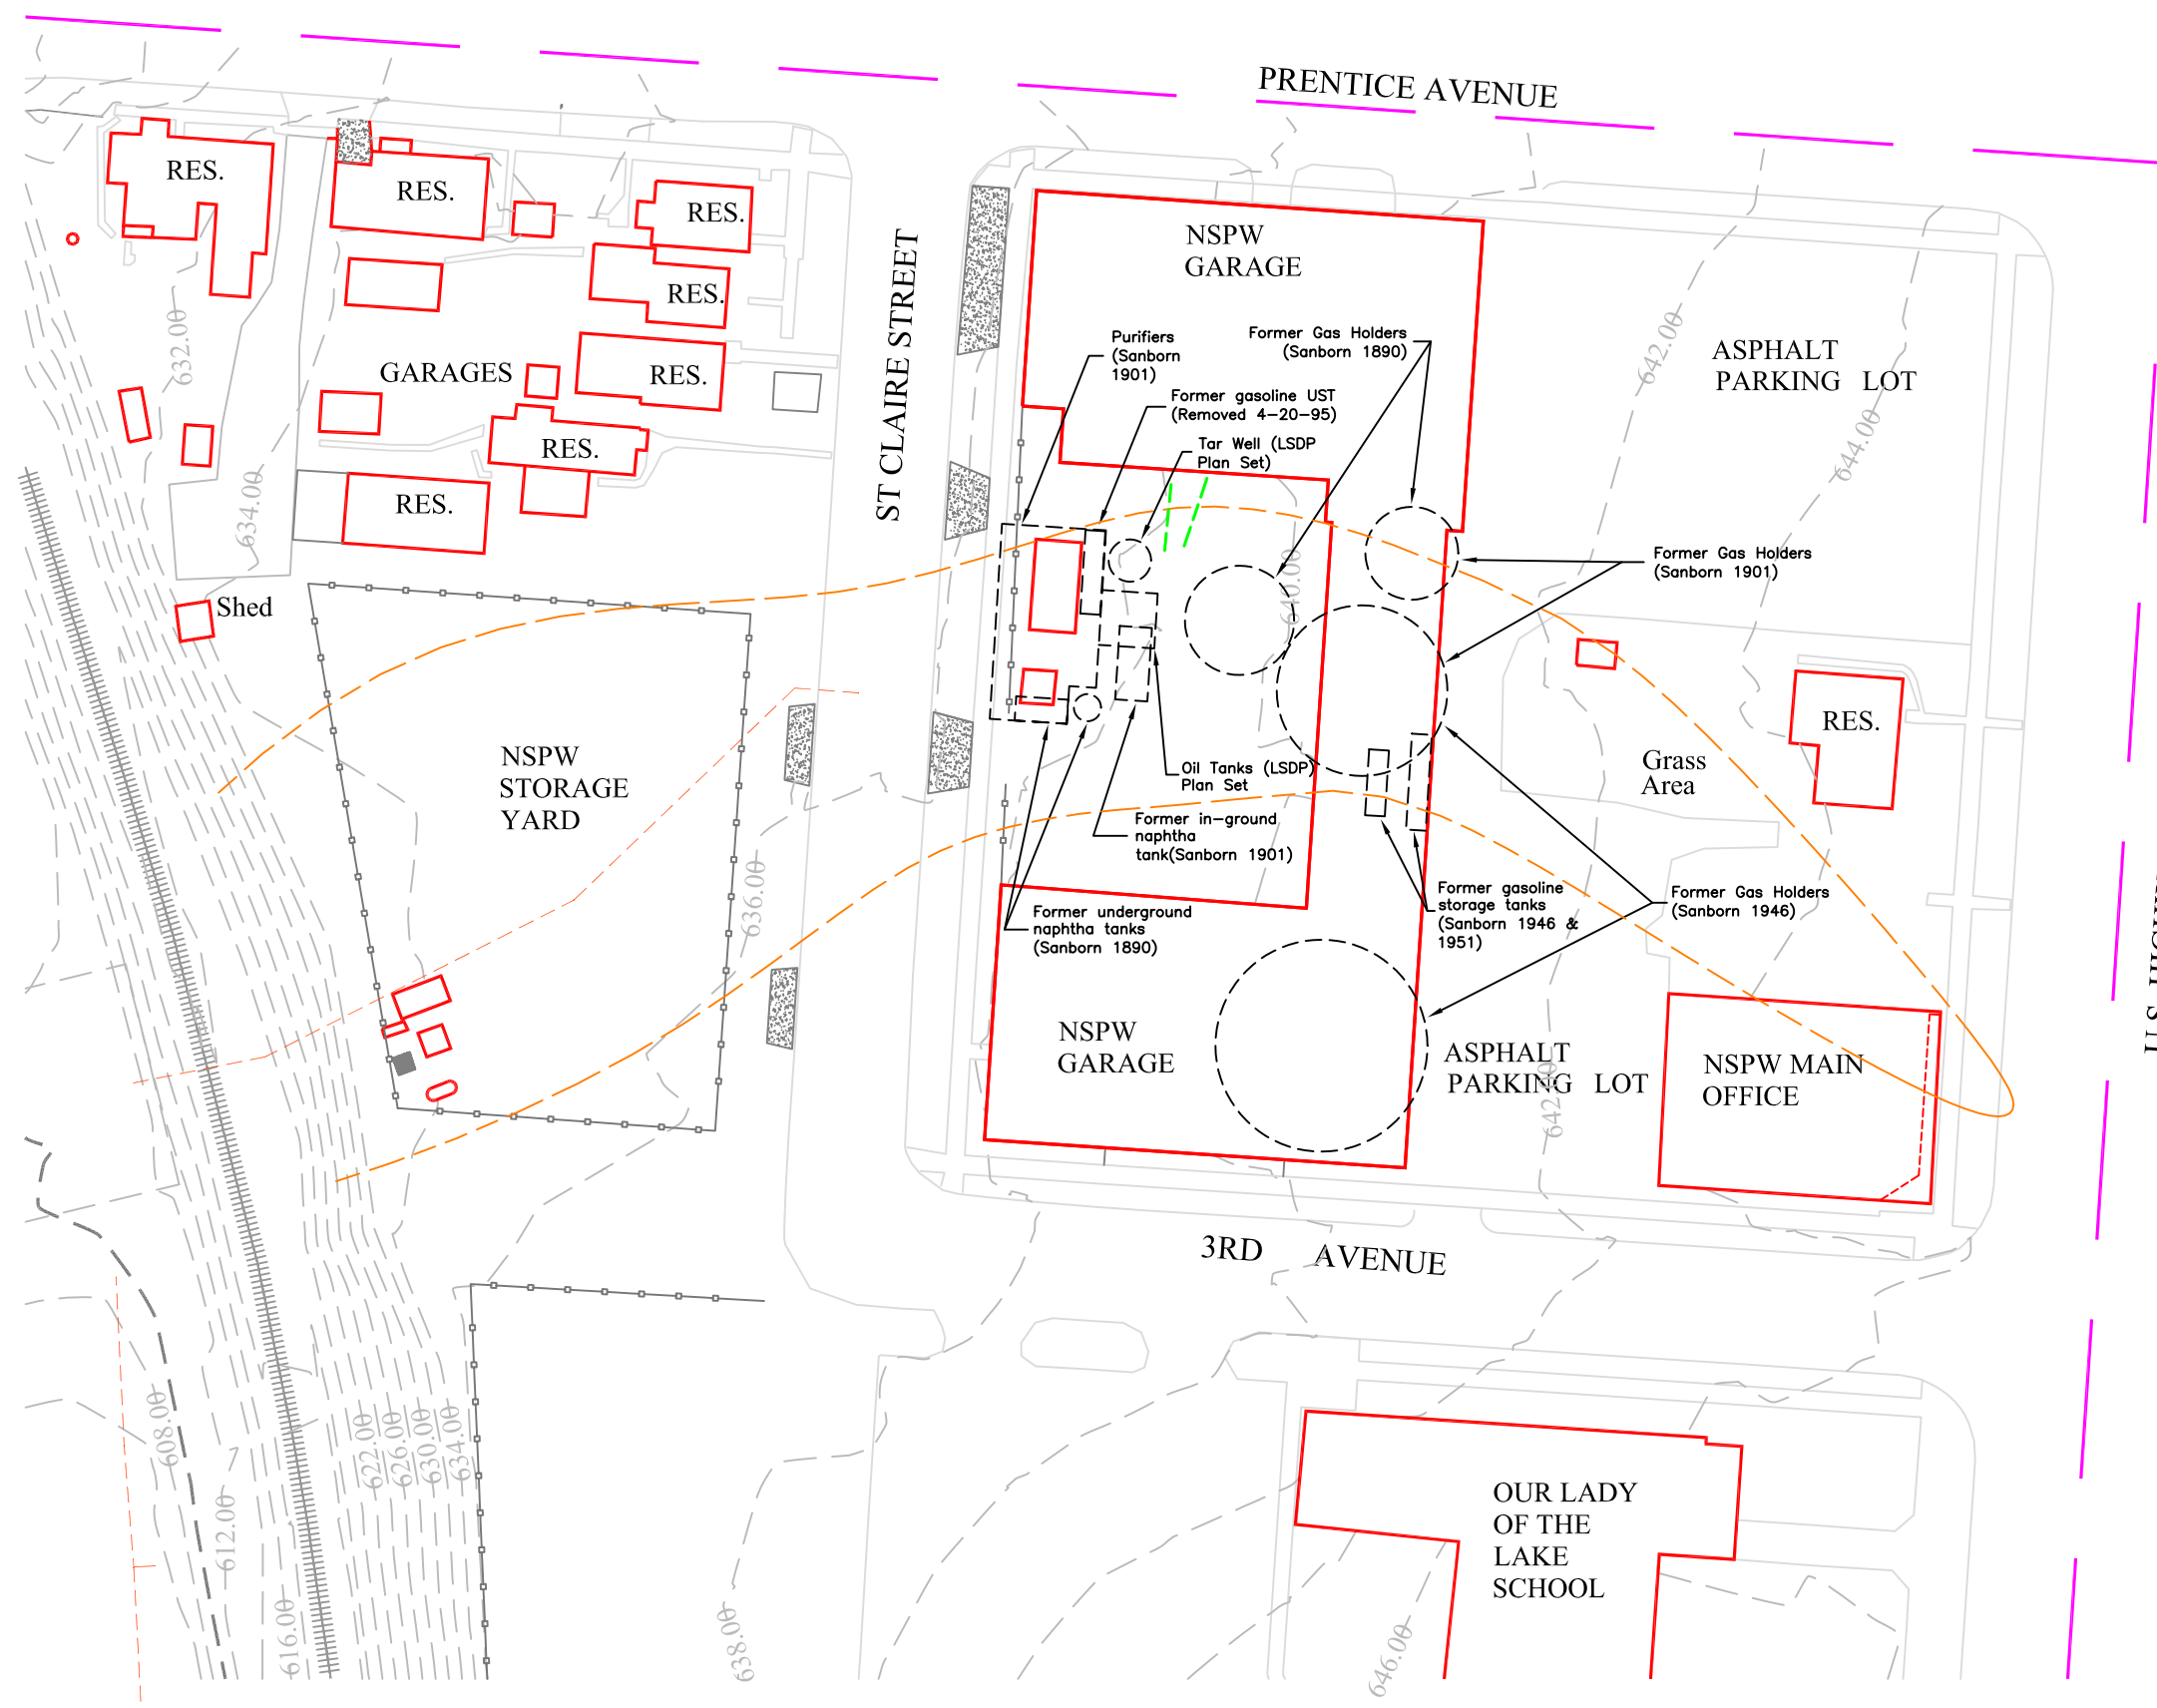 PRENTICE AVENUE
RES.
RES.
RES.
RES.
GARAGES
RES.
RES.
RES.
Shed
632.00
634.00
ST CLAIRE STREET
NSPW
GARAGE
Purifiers
(Sanborn
1901)
Former Gas Holders
(Sanborn 1890)
Former gasoline UST
(Removed 4-20-95)
Tar Well (LSDP
Plan Set)
642.00
644.00
ASPHALT
PARKING LOT
640.00
Former Gas Holders
(Sanborn 1901)
RES.
Grass
Area
NSPW
STORAGE
YARD
636.00
Oil Tanks (LSDP)
Plan Set
Former in-ground
naphtha
tank(Sanborn 1901)
Former underground
naphtha tanks
(Sanborn 1890)
Former gasoline
storage tanks
(Sanborn 1946 &
1951)
Former Gas Holders
(Sanborn 1946)
NSPW
GARAGE
ASPHALT
PARKING LOT
642.00
NSPW MAIN
OFFICE
3RD AVENUE
608.00
612.00
616.00
622.00
626.00
630.00
634.00
638.00
646.00
OUR LADY
OF THE
LAKE
SCHOOL